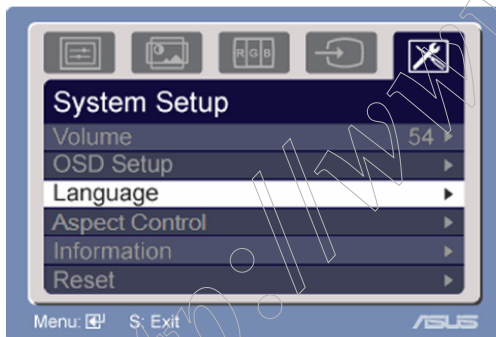 RGB
System Setup
Volume 54
OSD Setup
Language
Aspect Control
Information
Reset
Menu: S: Exit
ASUS